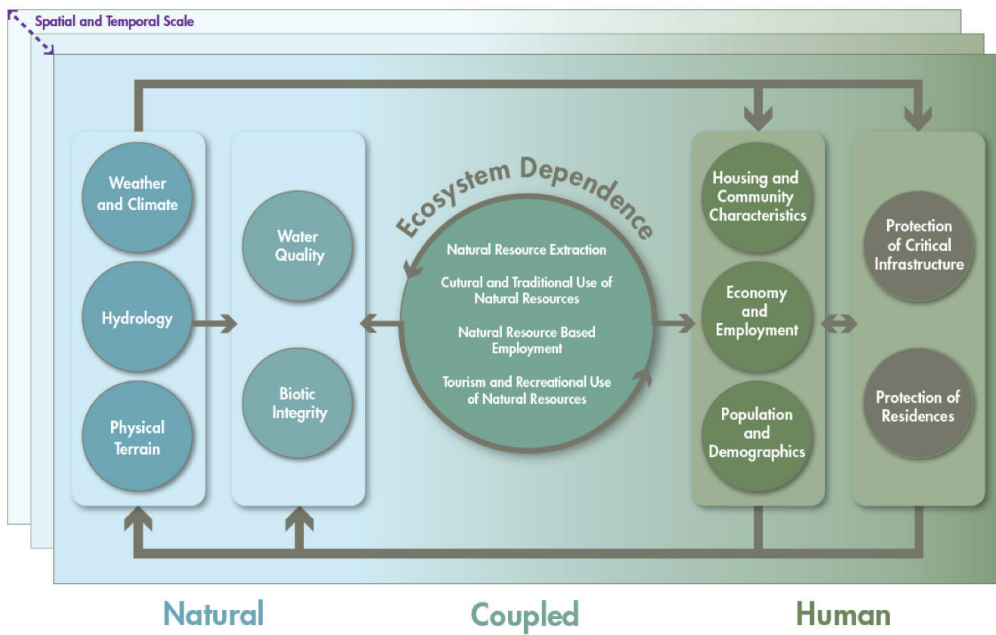 Spatial and Temporal Scale
Weather
and Climate
Hydrology
Physical
Terrain
Water
Quality
Biotic
Integrity
Ecosystem Dependence
Natural Resource Extraction
Cutural and Traditional Use of
Natural Resources
Natural Resource Based
Employment
Tourism and Recreational Use
of Natural Resources
Housing and
Community
Characteristics
Economy
and
Employment
Population
and
Demographics
Protection
of Critical
Infrastructure
Protection of
Residences
Natural
Coupled
Human